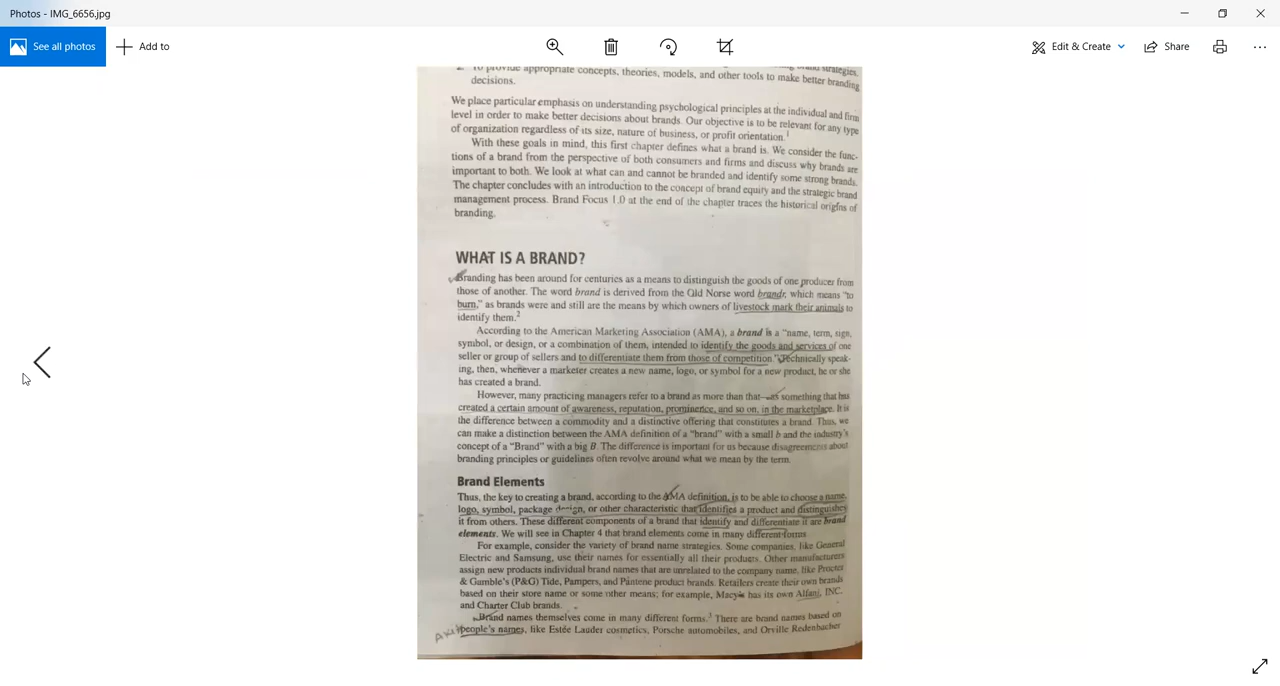 Photos - IMG_6656.jpg
See all photos
Add to
Edit & Create
Share
strategies,
To provide appropriate concepts, theories, models, and other tools to make better branding
decisions.
We place particular emphasis on understanding psychological principles at the individual and firm
level in order to make better decisions about brands. Our objective is to be relevant for any type
of organization regardless of its size, nature of business, or profit orientation.1
With these goals in mind, this first chapter defines what a brand is. We consider the func-
tions of a brand from the perspective of both consumers and firms and discuss why brands are
important to both. We look at what can and cannot be branded and identify some strong brands.
The chapter concludes with an introduction to the concept of brand equity and the strategic brand
management process. Brand Focus 1.0 at the end of the chapter traces the historical origins of
branding.
WHAT IS A BRAND?
Branding has been around for centuries as a means to distinguish the goods of one producer from
those of another. The word brand is derived from the Old Norse word brandr, which means "to
burn," as brands were and still are the means by which owners of livestock mark their animals to
identify them.2
According to the American Marketing Association (AMA), a brand is a "name, term, sign,
symbol, or design, or a combination of them, intended to identify the goods and services of one
seller or group of sellers and to differentiate them from those of competition." Technically speak-
ing, then, whenever a marketer creates a new name, logo, or symbol for a new product, he or she
has created a brand.
However, many practicing managers refer to a brand as more than that—as something that has
created a certain amount of awareness, reputation, prominence, and so on, in the marketplace. It is
the difference between a commodity and a distinctive offering that constitutes a brand. Thus, we
can make a distinction between the AMA definition of a "brand" with a small b and the industry's
concept of a "Brand" with a big B. The difference is important for us because disagreements about
branding principles or guidelines often revolve around what we mean by the term.
Brand Elements
Thus, the key to creating a brand, according to the AMA definition, is to be able to choose a name,
logo, symbol, package design, or other characteristic that identifies a product and distinguishes
it from others. These different components of a brand that identify and differentiate it are brand
elements. We will see in Chapter 4 that brand elements come in many different forms.
For example, consider the variety of brand name strategies. Some companies, like General
Electric and Samsung, use their names for essentially all their products. Other manufacturers
assign new products individual brand names that are unrelated to the company name, like Procter
& Gamble's (P&G) Tide, Pampers, and Pantene product brands. Retailers create their own brands
based on their store name or some other means; for example, Macy's has its own Alfani, INC,
and Charter Club brands.
Brand names themselves come in many different forms.3 There are brand names based on
people's names, like Estée Lauder cosmetics, Porsche automobiles, and Orville Redenbacher